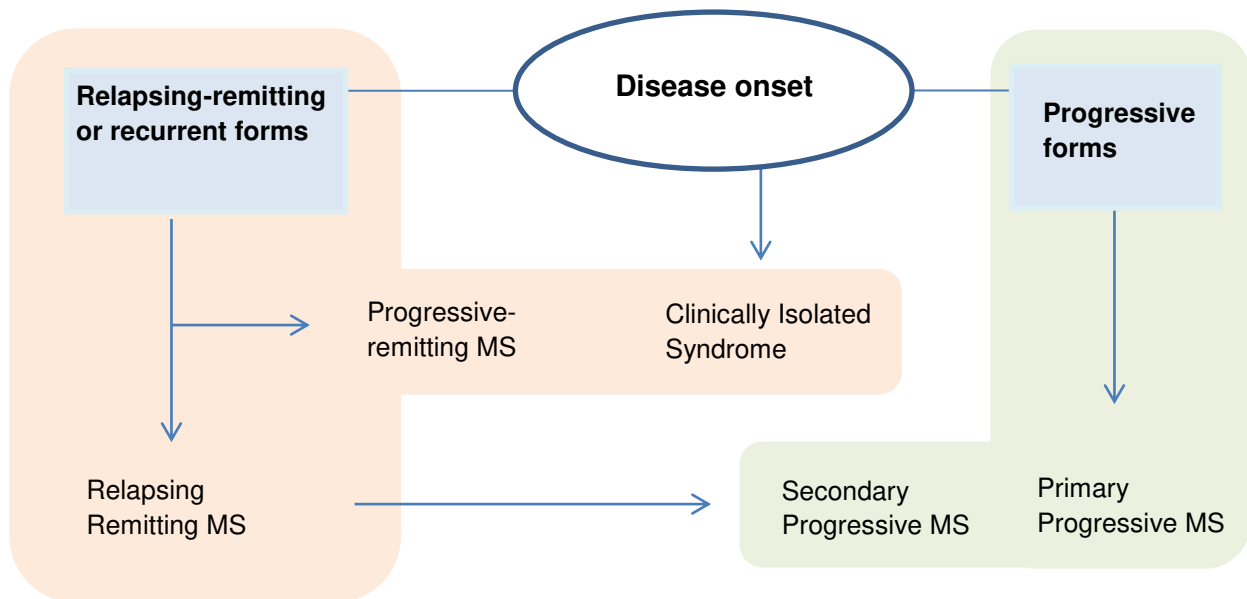 Disease onset
Relapsing-remitting
or recurrent forms
Progressive
forms
Progressive-
remitting MS
Clinically Isolated
Syndrome
Relapsing
Remitting MS
Secondary
Progressive MS
Primary
Progressive MS